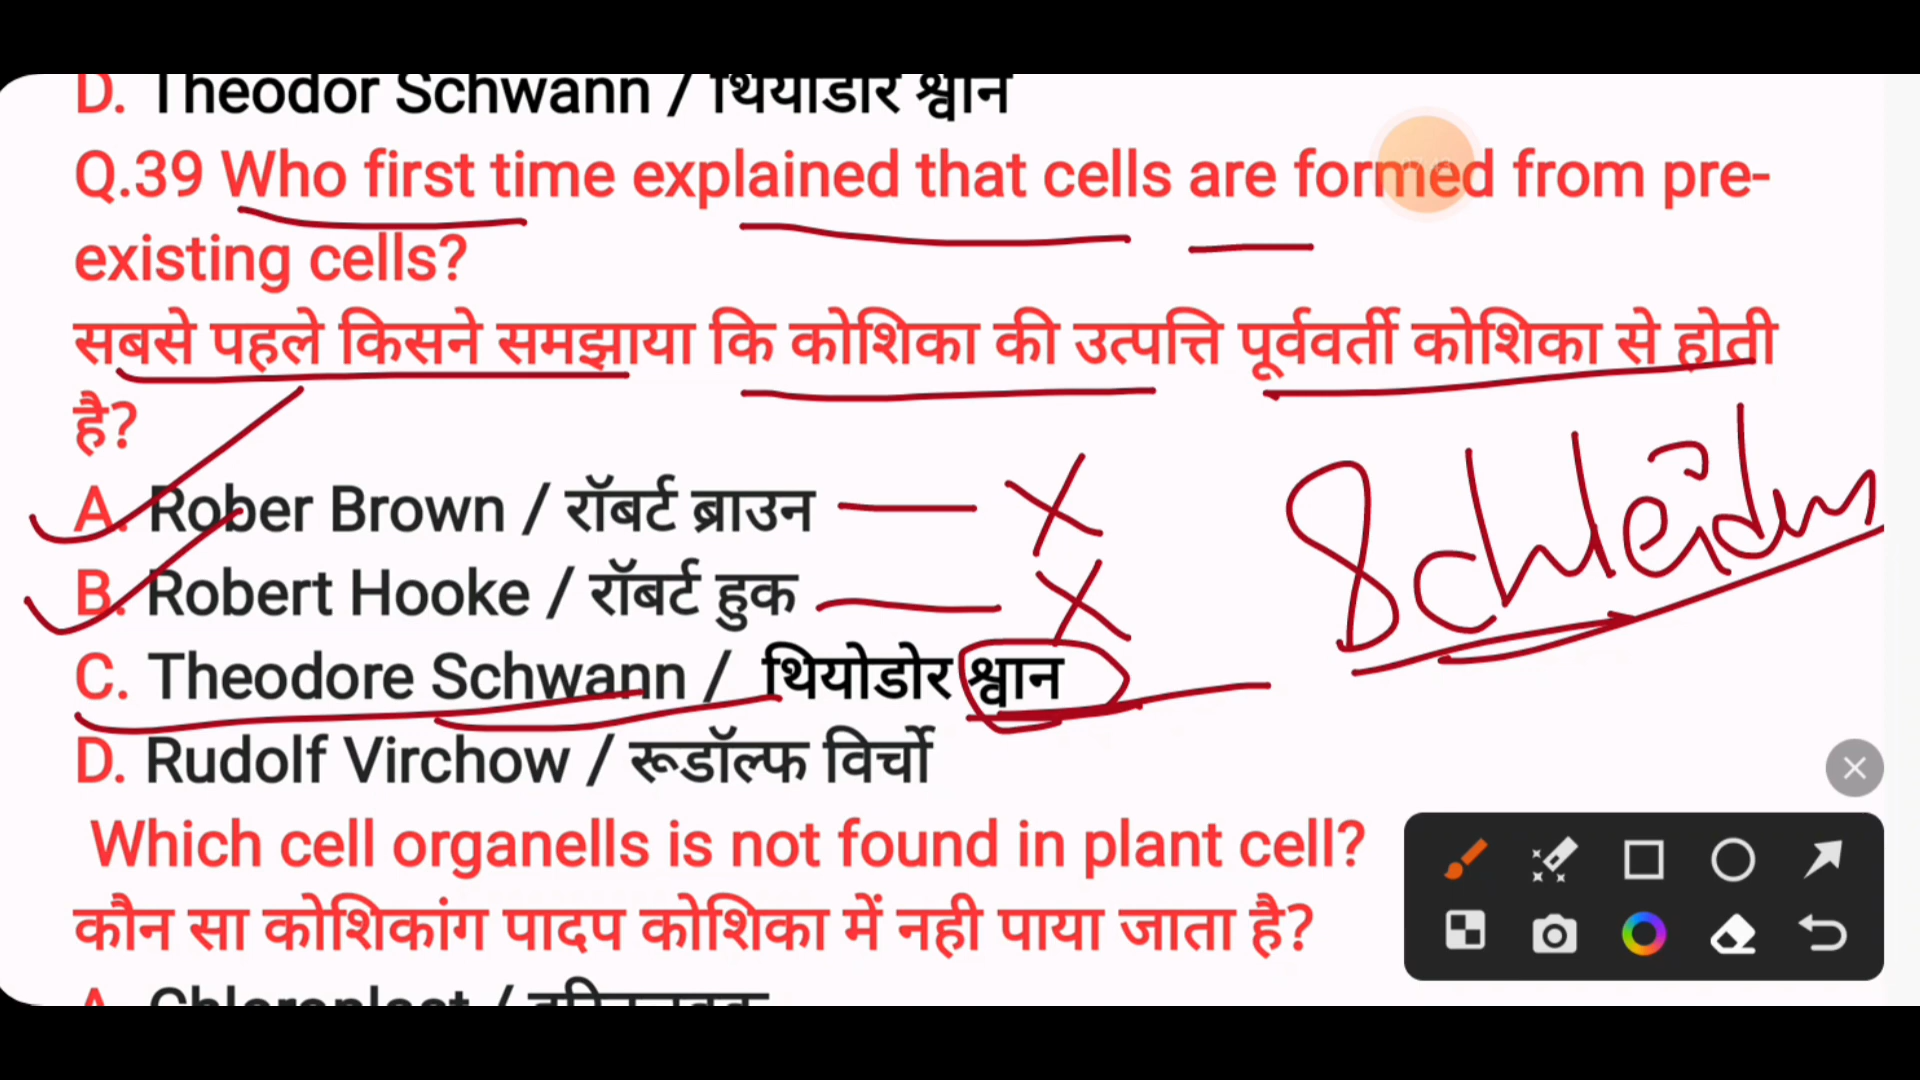 D. Theodor Schwann / थियोडोर श्वान
Q.39 Who first time explained that cells are formed from pre-
existing cells?
सबसे पहले किसने समझाया कि कोशिका की उत्पत्ति पूर्ववर्ती कोशिका से होती
है?
A. Rober Brown / रॉबर्ट ब्राउन
B. Robert Hooke / रॉबर्ट हुक
C. Theodore Schwann / थियोडोर श्वान
D. Rudolf Virchow / रूडॉल्फ विर्चो
Which cell organells is not found in plant cell?
कौन सा कोशिकांग पादप कोशिका में नही पाया जाता है?
A. Chloroplast /